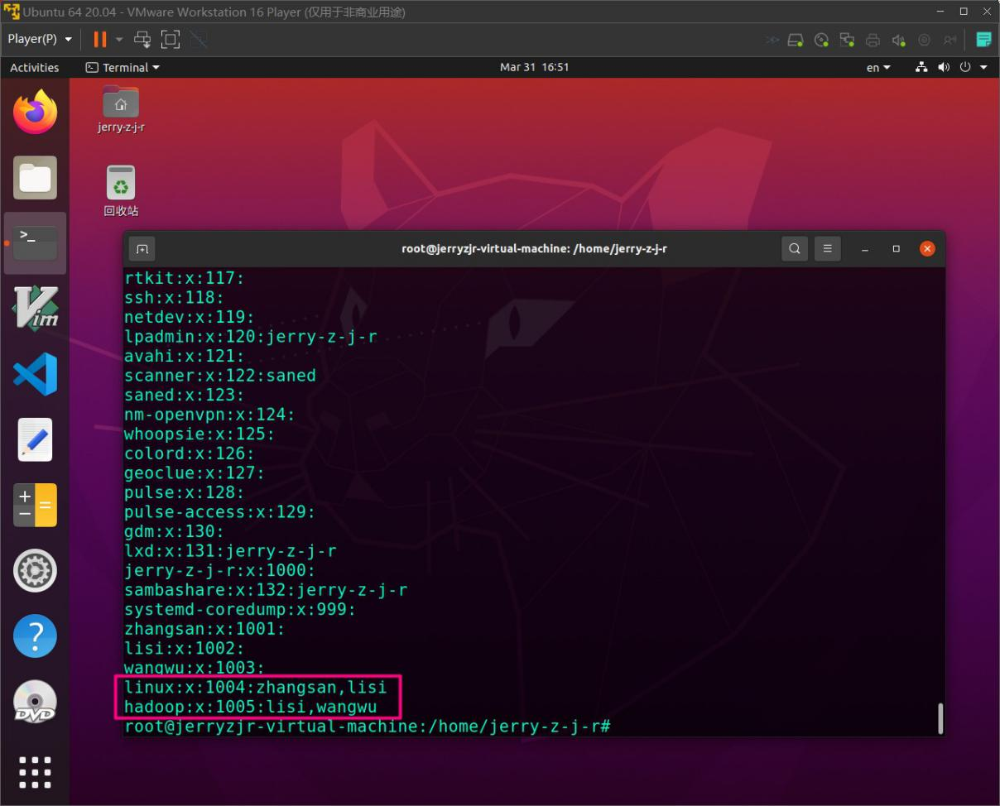 Ubuntu 64 20.04 - VMware Workstation 16 Player (仅用于非商业用途)
Player(P)
Activities
Terminal
Mar 31 16:51
en
jerry-z-j-r
回收站
root@jerryzjr-virtual-machine: /home/jerry-z-j-r
rtkit:x:117:
ssh:x:118:
netdev:x:119:
lpadmin:x:120:jerry-z-j-r
avahi:x:121:
scanner:x:122:saned
saned:x:123:
nm-openvpn:x:124:
whoopsie:x:125:
colord:x:126:
geoclue:x:127:
pulse:x:128:
pulse-access:x:129:
gdm:x:130:
lxd:x:131:jerry-z-j-r
jerry-z-j-r:x:1000:
sambashare:x:132:jerry-z-j-r
systemd-coredump:x:999:
zhangsan:x:1001:
lisi:x:1002:
wangwu:x:1003:
linux:x:1004:zhangsan,lisi
hadoop:x:1005:lisi,wangwu
root@jerryzjr-virtual-machine:/home/jerry-z-j-r#
>_
Vim
DVD